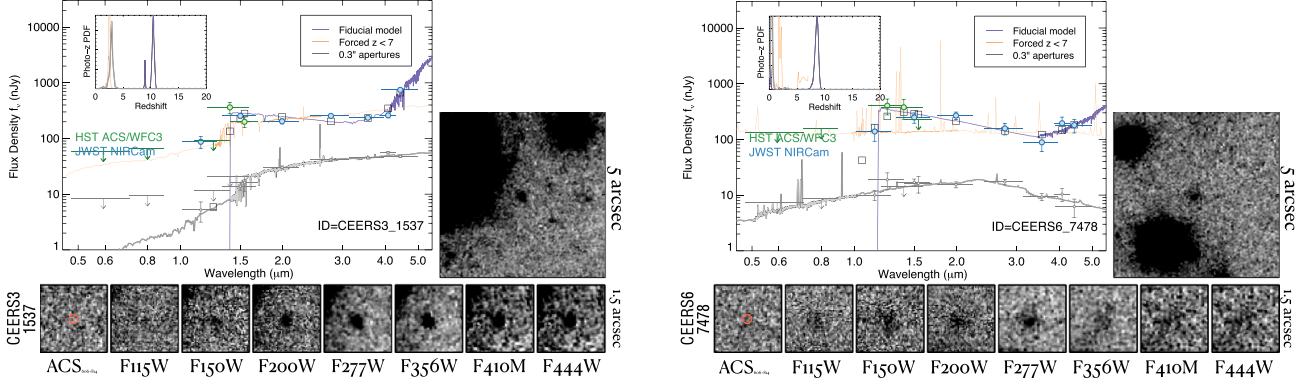 10000
1000
100
10
1
Flux Density fν (nJy)
Photo-z PDF
0 5 10 15 20
Redshift
Fiducial model
Forced z < 7
0.3" apertures
HST ACS/WFC3
JWST NIRCam
ID=CEERS3_1537
0.5 0.8 1.0 1.5 2.0 3.0 4.0 5.0
Wavelength (μm)
5 arcsec
CEERS3
1537
1.5 arcsec
ACS F115W F150W F200W F277W F356W F410M F444W
10000
1000
100
10
1
Flux Density fν (nJy)
Photo-z PDF
0 5 10 15 20
Redshift
Fiducial model
Forced z < 7
0.3" apertures
HST ACS/WFC3
JWST NIRCam
ID=CEERS6_7478
0.5 0.8 1.0 1.5 2.0 3.0 4.0 5.0
Wavelength (μm)
5 arcsec
CEERS6
7478
1.5 arcsec
ACS F115W F150W F200W F277W F356W F410M F444W